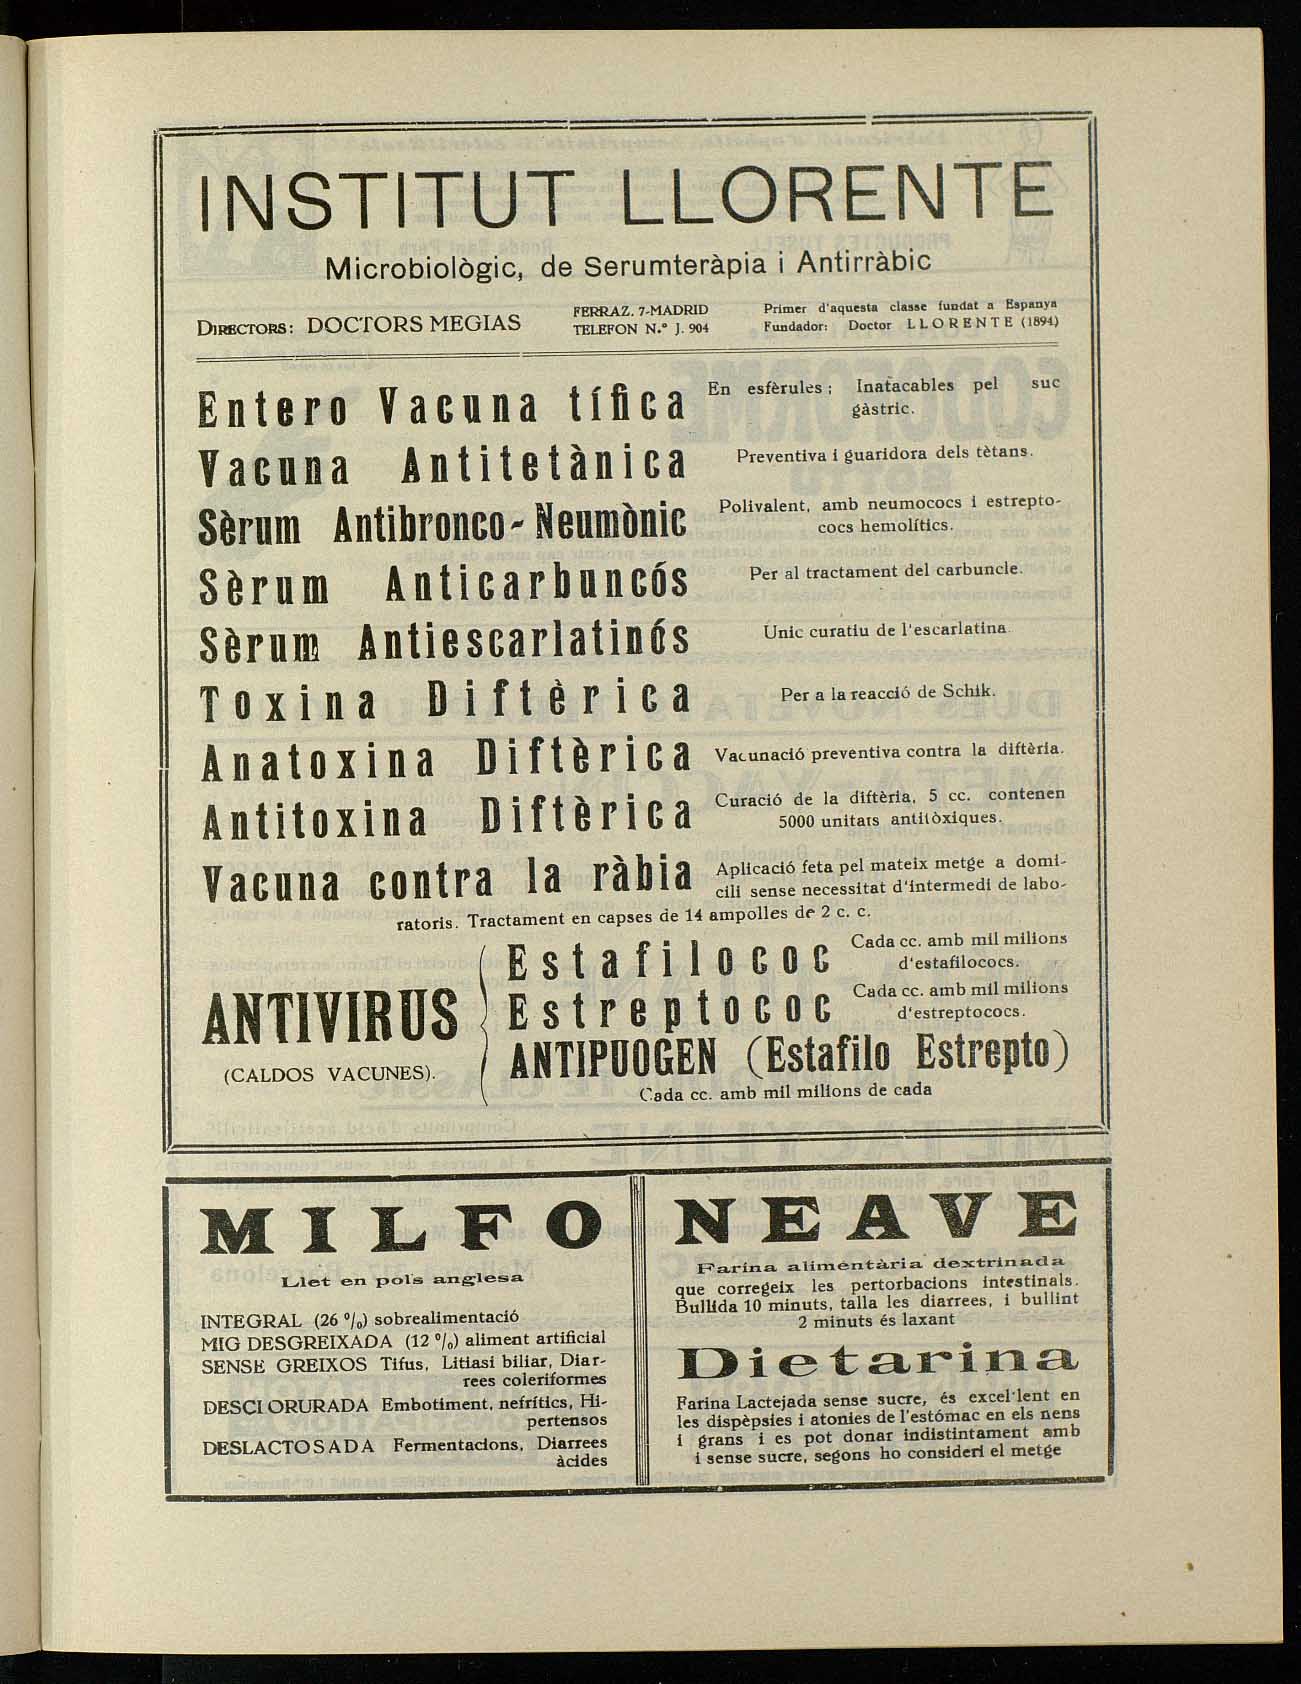 INSTITUT LLORENTE
Microbiològic, de Serumteràpia i Antirràbic
DIRECTORS: DOCTORS MEGIAS
FERRAZ. 7-MADRID
TELEFON N.º J. 904
Primer d'aquesta classe fundat a Espanya
Fundador: Doctor LLORENTE (1894)
Entero Vacuna tífica
En esfèrules; Inatacables pel suc
gàstric.
Vacuna Antitetànica
Preventiva i guaridora dels tètans.
Sèrum Antibronco-Neumònic
Polivalent, amb neumococs i estrepto-
cocs hemolítics.
Sèrum Anticarbuncós
Per al tractament del carbuncle.
Sèrum Antiescarlatinós
Unic curatiu de l'escarlatina.
Toxina Diftèrica
Per a la reacció de Schik.
Anatoxina Diftèrica
Vacunació preventiva contra la diftèria.
Antitoxina Diftèrica
Curació de la diftèria, 5 cc. contenen
5000 unitats antitòxiques.
Vacuna contra la ràbia
Aplicació feta pel mateix metge a domi-
cili sense necessitat d'intermedi de labo-
ratoris. Tractament en capses de 14 ampolles de 2 c. c.
ANTIVIRUS
(CALDOS VACUNES).
Estafilococ
Cada cc. amb mil milions
d'estafilococs.
Estreptococ
Cada cc. amb mil milions
d'estreptococs.
ANTIPUOGEN (Estafilo Estrepto)
Cada cc. amb mil milions de cada
MILFO
Llet en pols anglesa
INTEGRAL (26 º/o) sobrealimentació
MIG DESGREIXADA (12 º/o) aliment artificial
SENSE GREIXOS Tifus, Litiasi biliar, Diar-
rees coleriformes
DESCLORURADA Embotiment, nefrítics, Hi-
pertensos
DESLACTOSADA Fermentacions, Diarrees
àcides
NEAVE
Farina alimentària dextrinada
que corregeix les pertorbacions intestinals.
Bullida 10 minuts, talla les diarrees, i bullint
2 minuts és laxant
Dietarina
Farina Lactejada sense sucre, és excel·lent en
les dispèpsies i atonies de l'estómac en els nens
i grans i es pot donar indistintament amb
i sense sucre, segons ho consideri el metge